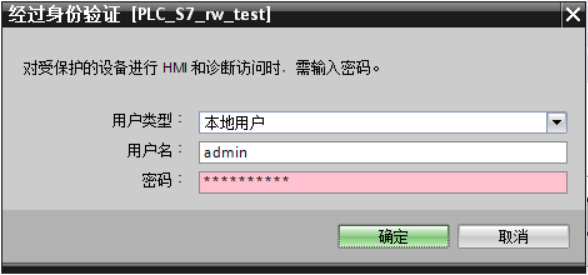 经过身份验证 [PLC_S7_rw_test]
对受保护的设备进行 HMI 和诊断访问时，需输入密码。
用户类型： 本地用户
用户名： admin
密码： **********
确定 取消